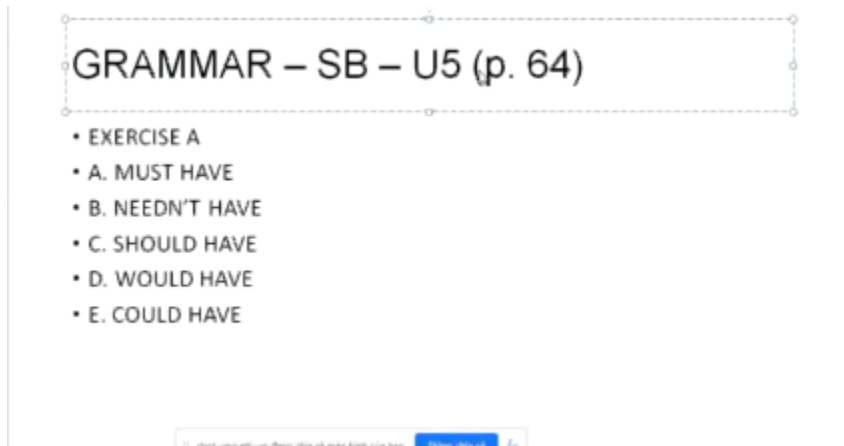 GRAMMAR – SB – U5 (p. 64)
• EXERCISE A
• A. MUST HAVE
• B. NEEDN'T HAVE
• C. SHOULD HAVE
• D. WOULD HAVE
• E. COULD HAVE